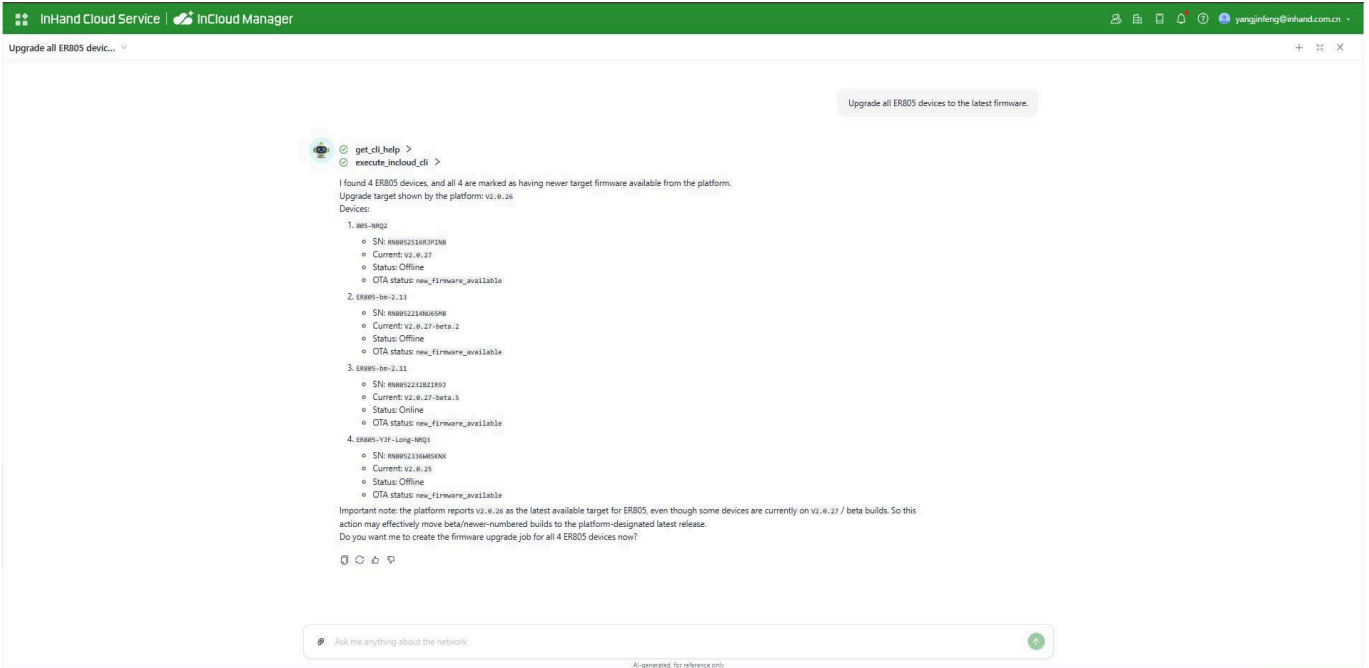 InHand Cloud Service | InCloud Manager
yangjinfeng@inhand.com.cn
Upgrade all ER805 devic...
Upgrade all ER805 devices to the latest firmware.
get_cli_help >
execute_incloud_cli >
I found 4 ER805 devices, and all 4 are marked as having newer target firmware available from the platform.
Upgrade target shown by the platform: V2.0.26
Devices:
1. 805-NRQ2
SN: RN8052516RJPIN8
Current: V2.0.27
Status: Offline
OTA status: new_firmware_available
2. ER805-bm-2.13
SN: RN8052214NU65MB
Current: V2.0.27-beta.2
Status: Offline
OTA status: new_firmware_available
3. ER805-bm-2.11
SN: RN8052232BZIR9J
Current: V2.0.27-beta.5
Status: Online
OTA status: new_firmware_available
4. ER805-YJF-Long-NRQ3
SN: RN8052336W0SKNX
Current: V2.0.25
Status: Offline
OTA status: new_firmware_available
Important note: the platform reports V2.0.26 as the latest available target for ER805, even though some devices are currently on V2.0.27 / beta builds. So this
action may effectively move beta/newer-numbered builds to the platform-designated latest release.
Do you want me to create the firmware upgrade job for all 4 ER805 devices now?
Ask me anything about the network
AI-generated, for reference only